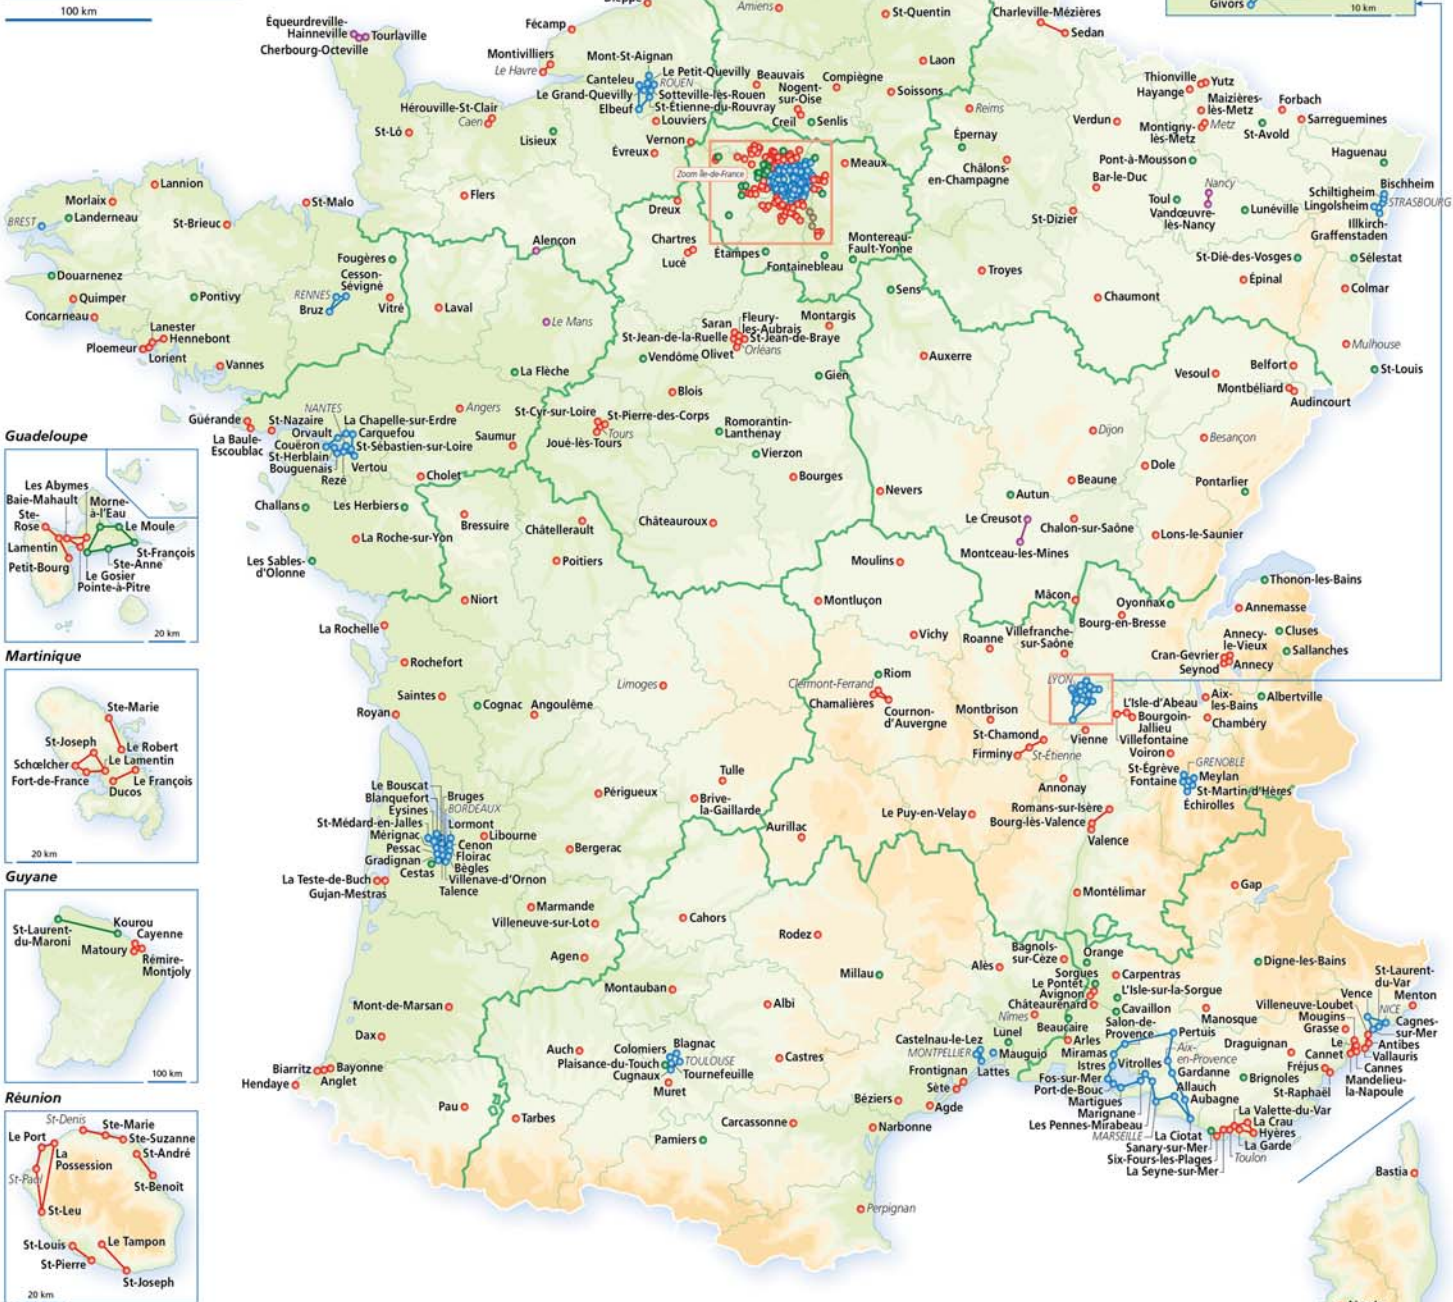 100 km
Équeurdreville-
Hainneville
Tourlaville
Cherbourg-Octeville
Fécamp
Dieppe
Amiens
St-Quentin
Charleville-Mézières
Sedan
Givors
10 km
Montivilliers
Le Havre
Mont-St-Aignan
Canteleu
Le Petit-Quevilly
ROUEN
Le Grand-Quevilly
Sotteville-lès-Rouen
Elbeuf
St-Étienne-du-Rouvray
Louviers
Beauvais
Nogent-
sur-Oise
Creil
Senlis
Compiègne
Soissons
Laon
Reims
Thionville
Yutz
Hayange
Maizières-
lès-Metz
Metz
Montigny-
lès-Metz
Forbach
St-Avold
Sarreguemines
Verdun
Hérouville-St-Clair
Caen
St-Lô
Lisieux
Vernon
Évreux
Zoom Île-de-France
Meaux
Épernay
Châlons-
en-Champagne
Pont-à-Mousson
Bar-le-Duc
Haguenau
Bischheim
Schiltigheim
STRASBOURG
Lingolsheim
Illkirch-
Graffenstaden
Nancy
Toul
Vandœuvre-
lès-Nancy
Lunéville
St-Dizier
Lannion
Morlaix
BREST
Landerneau
St-Brieuc
St-Malo
Flers
Dreux
Chartres
Lucé
Étampes
Fontainebleau
Montereau-
Fault-Yonne
St-Dié-des-Vosges
Sélestat
Épinal
Colmar
Alençon
Fougères
Cesson-
Sévigné
RENNES
Bruz
Vitré
Laval
Le Mans
Douarnenez
Quimper
Concarneau
Pontivy
Lanester
Hennebont
Ploemeur
Lorient
Vannes
Sens
Troyes
Chaumont
Mulhouse
St-Louis
Saran
Fleury-
les-Aubrais
St-Jean-de-la-Ruelle
St-Jean-de-Braye
Olivet
Orléans
Montargis
Vendôme
Gien
Auxerre
Vesoul
Belfort
Montbéliard
Audincourt
La Flèche
Blois
Guérande
La Baule-
Escoublac
St-Nazaire
NANTES
La Chapelle-sur-Erdre
Orvault
Carquefou
Couëron
St-Sébastien-sur-Loire
St-Herblain
Bouguenais
Vertou
Rezé
Angers
Saumur
Cholet
St-Cyr-sur-Loire
St-Pierre-des-Corps
Tours
Joué-lès-Tours
Romorantin-
Lanthenay
Vierzon
Bourges
Dijon
Besançon
Dole
Beaune
Pontarlier
Nevers
Autun
Le Creusot
Chalon-sur-Saône
Montceau-les-Mines
Lons-le-Saunier
Challans
Les Herbiers
La Roche-sur-Yon
Les Sables-
d'Olonne
Bressuire
Châtellerault
Poitiers
Châteauroux
Niort
La Rochelle
Rochefort
Saintes
Royan
Cognac
Angoulême
Limoges
Moulins
Montluçon
Vichy
Mâcon
Oyonnax
Bourg-en-Bresse
Thonon-les-Bains
Annemasse
Cluses
Sallanches
Annecy-
le-Vieux
Cran-Gevrier
Seynod
Annecy
Roanne
Villefranche-
sur-Saône
LYON
Riom
Clermont-Ferrand
Chamalières
Cournon-
d'Auvergne
Montbrison
St-Chamond
Firminy
St-Étienne
Vienne
L'Isle-d'Abeau
Bourgoin-
Jallieu
Villefontaine
Voiron
Aix-
les-Bains
Chambéry
Albertville
GRENOBLE
St-Égrève
Fontaine
Meylan
St-Martin-d'Hères
Échirolles
Annonay
Romans-sur-Isère
Bourg-lès-Valence
Valence
Tulle
Brive-
la-Gaillarde
Périgueux
Aurillac
Le Puy-en-Velay
Le Bouscat
Blanquefort
Bruges
Eysines
BORDEAUX
St-Médard-en-Jalles
Lormont
Mérignac
Pessac
Cenon
Gradignan
Floirac
Cestas
Bègles
Villenave-d'Ornon
Talence
Libourne
Bergerac
La Teste-de-Buch
Gujan-Mestras
Marmande
Villeneuve-sur-Lot
Agen
Cahors
Rodez
Montauban
Albi
Millau
Montélimar
Gap
Mont-de-Marsan
Dax
Biarritz
Bayonne
Anglet
Hendaye
Pau
Tarbes
Auch
Colomiers
Blagnac
Plaisance-du-Touch
TOULOUSE
Cugnaux
Tournefeuille
Muret
Castres
Carcassonne
Pamiers
Béziers
Narbonne
Agde
Perpignan
Castelnau-le-Lez
MONTPELLIER
Lattes
Mauguio
Frontignan
Sète
Alès
Nîmes
Lunel
Bagnols-
sur-Cèze
Orange
Sorgues
Le Pontet
Avignon
Châteaurenard
Beaucaire
Arles
Carpentras
L'Isle-sur-la-Sorgue
Cavaillon
Salon-de-
Provence
Miramas
Istres
Fos-sur-Mer
Port-de-Bouc
Martigues
Marignane
Les Pennes-Mirabeau
MARSEILLE
Vitrolles
Pertuis
Aix-
en-Provence
Gardanne
Allauch
Aubagne
La Ciotat
Sanary-sur-Mer
Six-Fours-les-Plages
La Seyne-sur-Mer
Toulon
La Valette-du-Var
La Crau
Hyères
La Garde
Manosque
Digne-les-Bains
Brignoles
Draguignan
Fréjus
St-Raphaël
Villeneuve-Loubet
Mougins
Grasse
Le
Cannet
Vence
St-Laurent-
du-Var
Menton
NICE
Cagnes-
sur-Mer
Antibes
Vallauris
Cannes
Mandelieu-
la-Napoule
Bastia
Guadeloupe
Les Abymes
Baie-Mahault
Morne-
à-l'Eau
Ste-
Rose
Le Moule
Lamentin
St-François
Petit-Bourg
Ste-Anne
Le Gosier
Pointe-à-Pitre
20 km
Martinique
Ste-Marie
St-Joseph
Le Robert
Schœlcher
Le Lamentin
Fort-de-France
Le François
Ducos
20 km
Guyane
Kourou
St-Laurent-
du-Maroni
Cayenne
Matoury
Rémire-
Montjoly
100 km
Réunion
St-Denis
Ste-Marie
Le Port
Ste-Suzanne
La
Possession
St-André
St-Paul
St-Benoît
St-Leu
St-Louis
Le Tampon
St-Pierre
St-Joseph
20 km